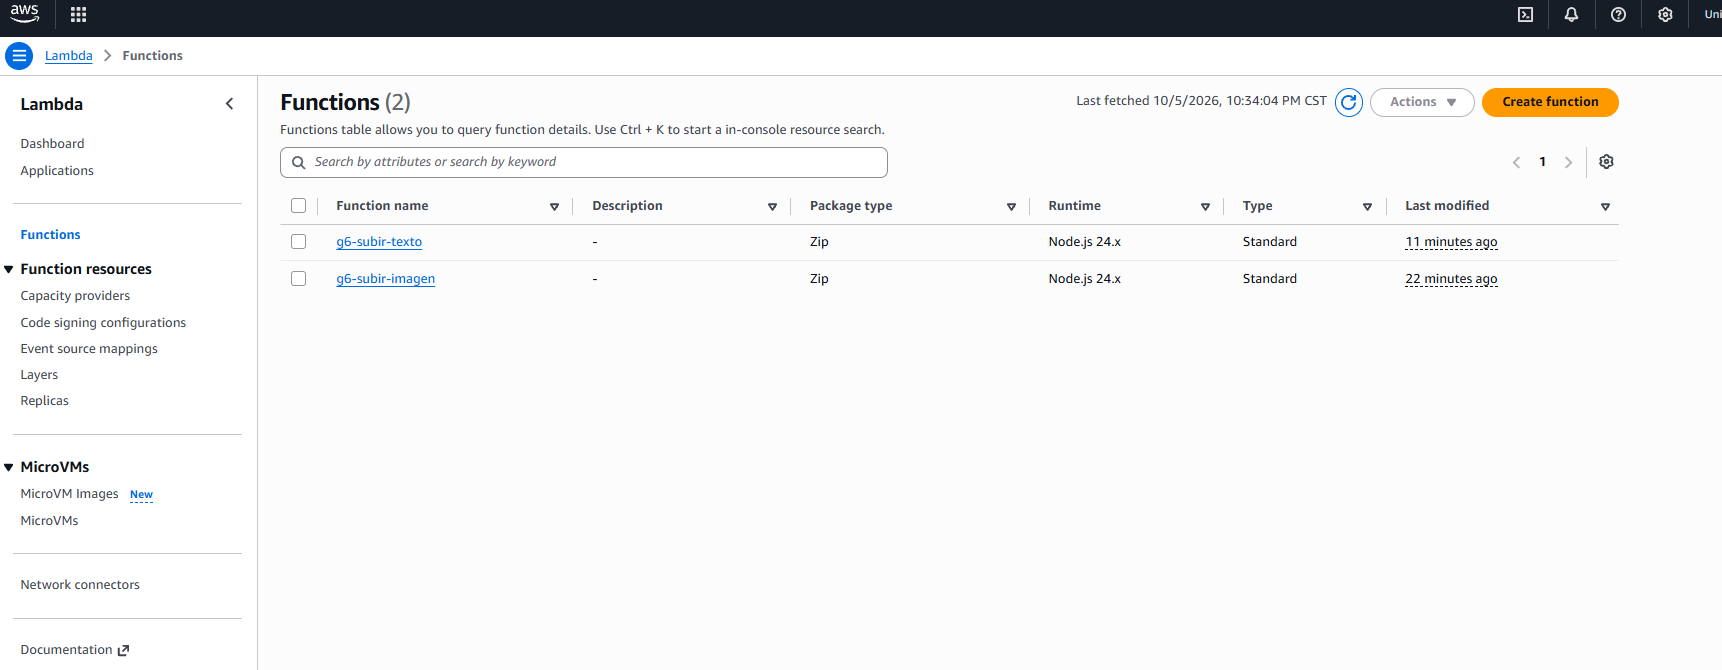 aws
Uni
Lambda > Functions
Lambda
Dashboard
Applications
Functions
Function resources
Capacity providers
Code signing configurations
Event source mappings
Layers
Replicas
MicroVMs
MicroVM Images New
MicroVMs
Network connectors
Documentation
Functions (2)
Last fetched 10/5/2026, 10:34:04 PM CST
Actions
Create function
Functions table allows you to query function details. Use Ctrl + K to start a in-console resource search.
Search by attributes or search by keyword
1
Function name Description Package type Runtime Type Last modified
g6-subir-texto - Zip Node.js 24.x Standard 11 minutes ago
g6-subir-imagen - Zip Node.js 24.x Standard 22 minutes ago